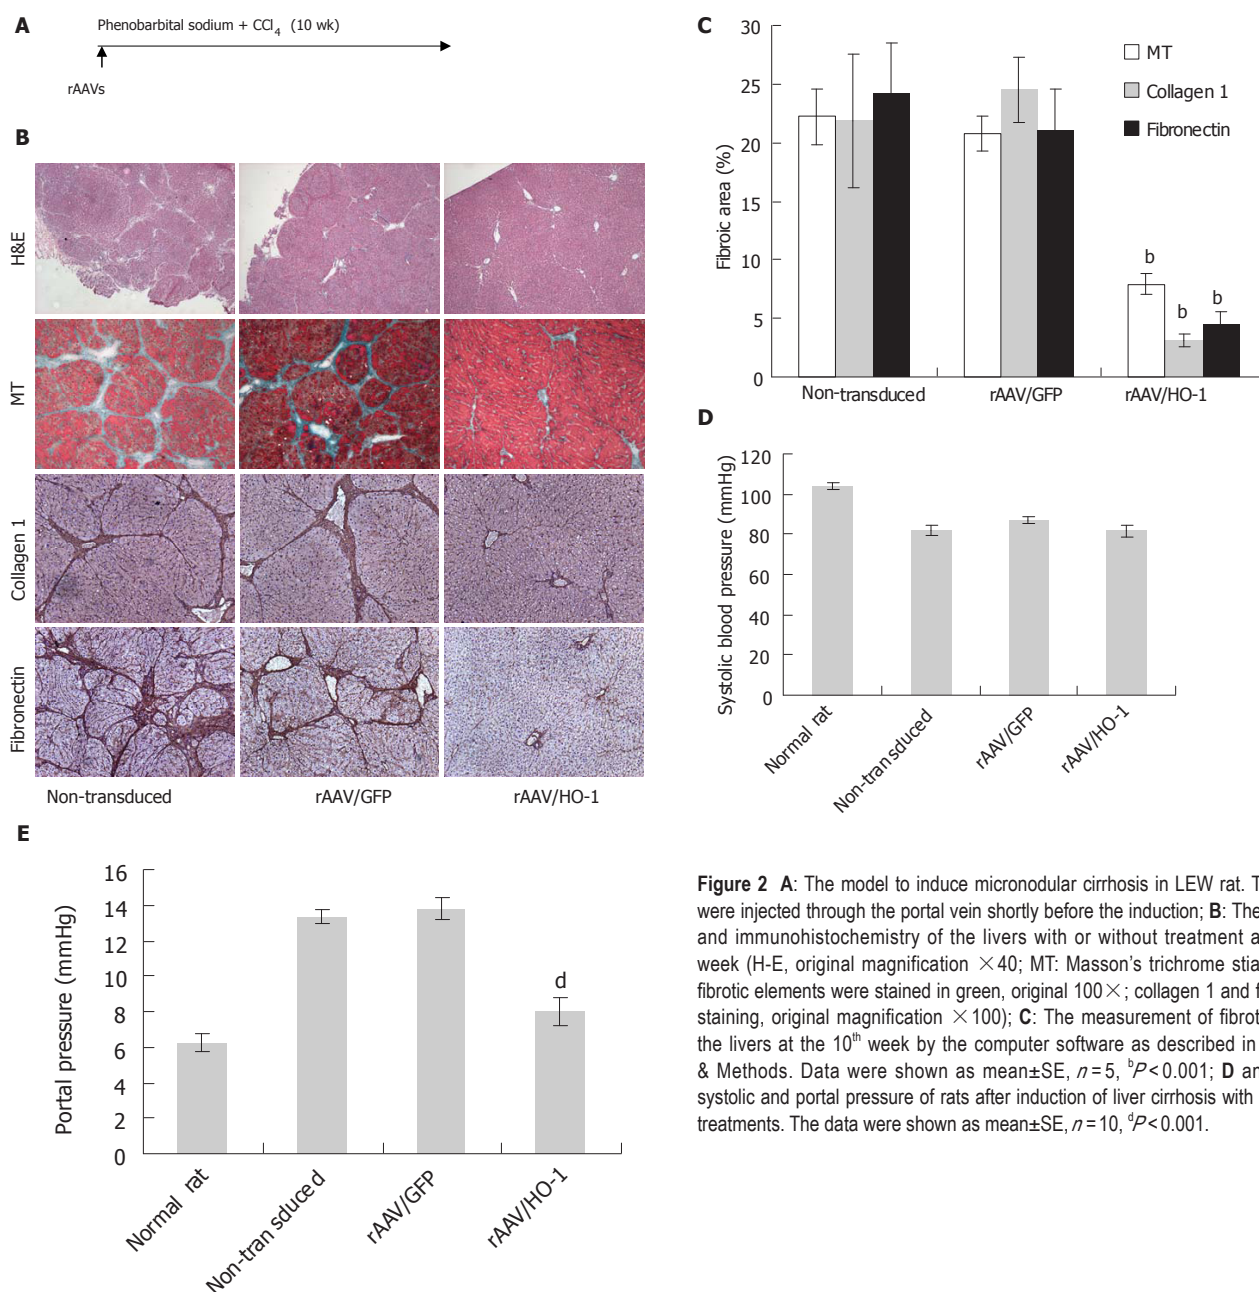 A
Phenobarbital sodium + CCl4 (10 wk)
rAAVs
B
H&E
MT
Collagen 1
Fibronectin
Non-transduced rAAV/GFP rAAV/HO-1
C
30
25
20
15
10
5
0
Fibroic area (%)
MT
Collagen 1
Fibronectin
b
b
b
Non-transduced rAAV/GFP rAAV/HO-1
D
120
100
80
60
40
20
0
Systolic blood pressure (mmHg)
Normal rat
Non-transduced
rAAV/GFP
rAAV/HO-1
E
16
14
12
10
8
6
4
2
0
Portal pressure (mmHg)
d
Normal rat
Non-tran sduced
rAAV/GFP
rAAV/HO-1
Figure 2 A: The model to induce micronodular cirrhosis in LEW rat. T
were injected through the portal vein shortly before the induction; B: The
and immunohistochemistry of the livers with or without treatment a
week (H-E, original magnification ×40; MT: Masson's trichrome stia
fibrotic elements were stained in green, original 100×; collagen 1 and f
staining, original magnification ×100); C: The measurement of fibrot
the livers at the 10th week by the computer software as described in
& Methods. Data were shown as mean±SE, n = 5, bP < 0.001; D an
systolic and portal pressure of rats after induction of liver cirrhosis with
treatments. The data were shown as mean±SE, n = 10, dP < 0.001.